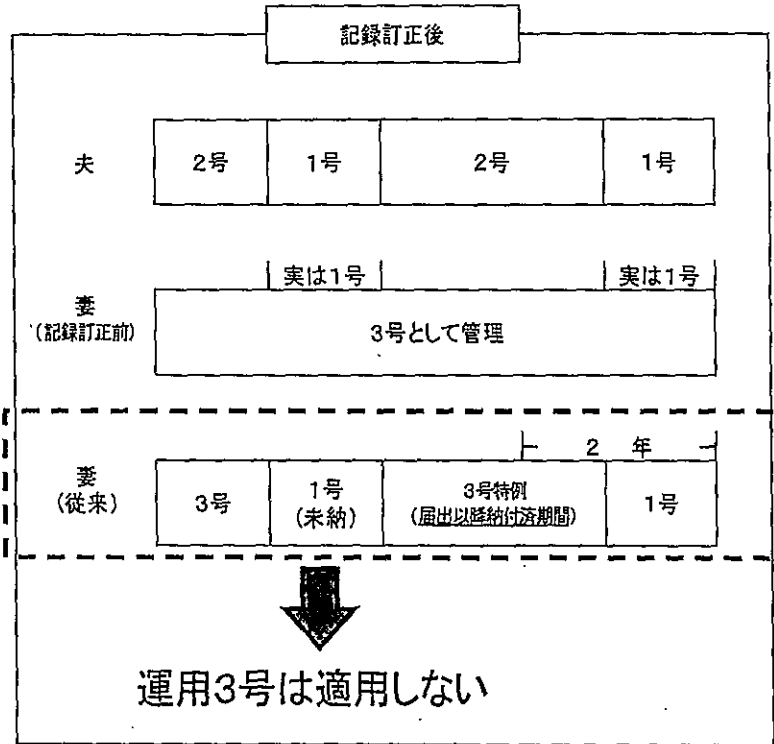 記録訂正後
夫
2号 1号 2号 1号
実は1号 実は1号
妻
(記録訂正前)
3号として管理
2 年
妻
(従来)
3号
1号
(未納)
3号特例
(届出以降納付済期間)
1号
運用3号は適用しない